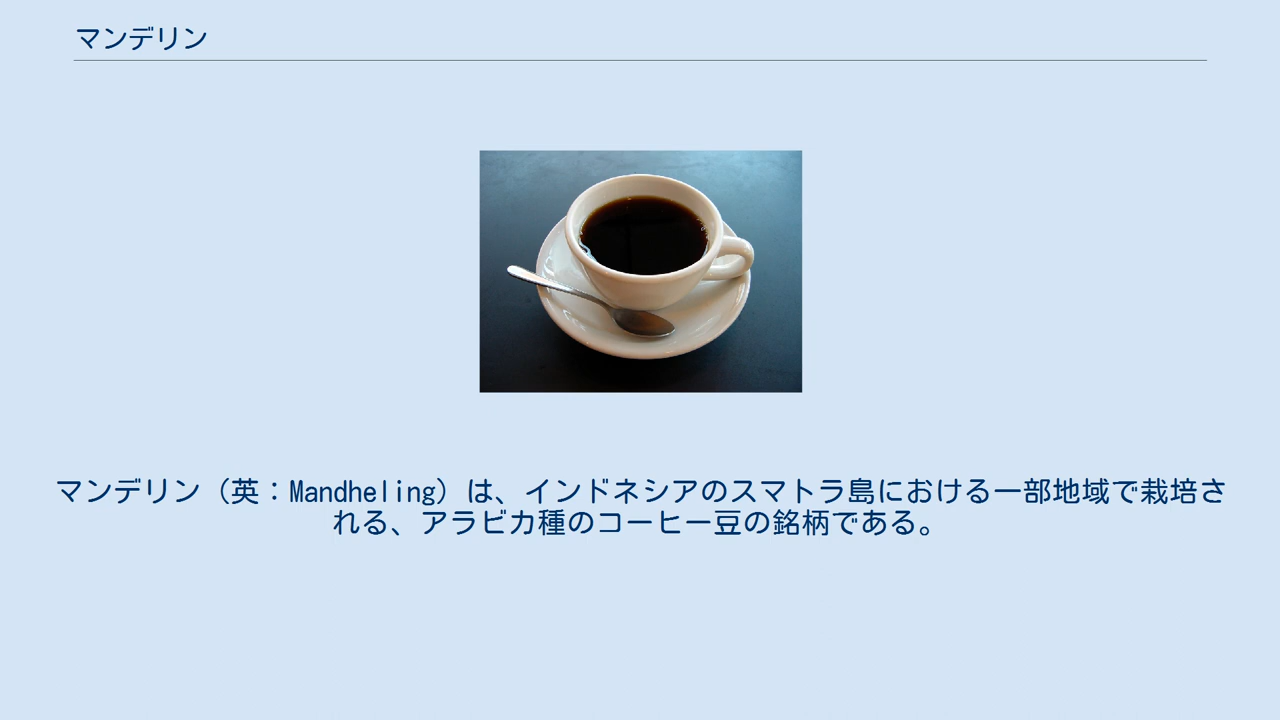 マンデリン
マンデリン（英：Mandheling）は、インドネシアのスマトラ島における一部地域で栽培さ
れる、アラビカ種のコーヒー豆の銘柄である。